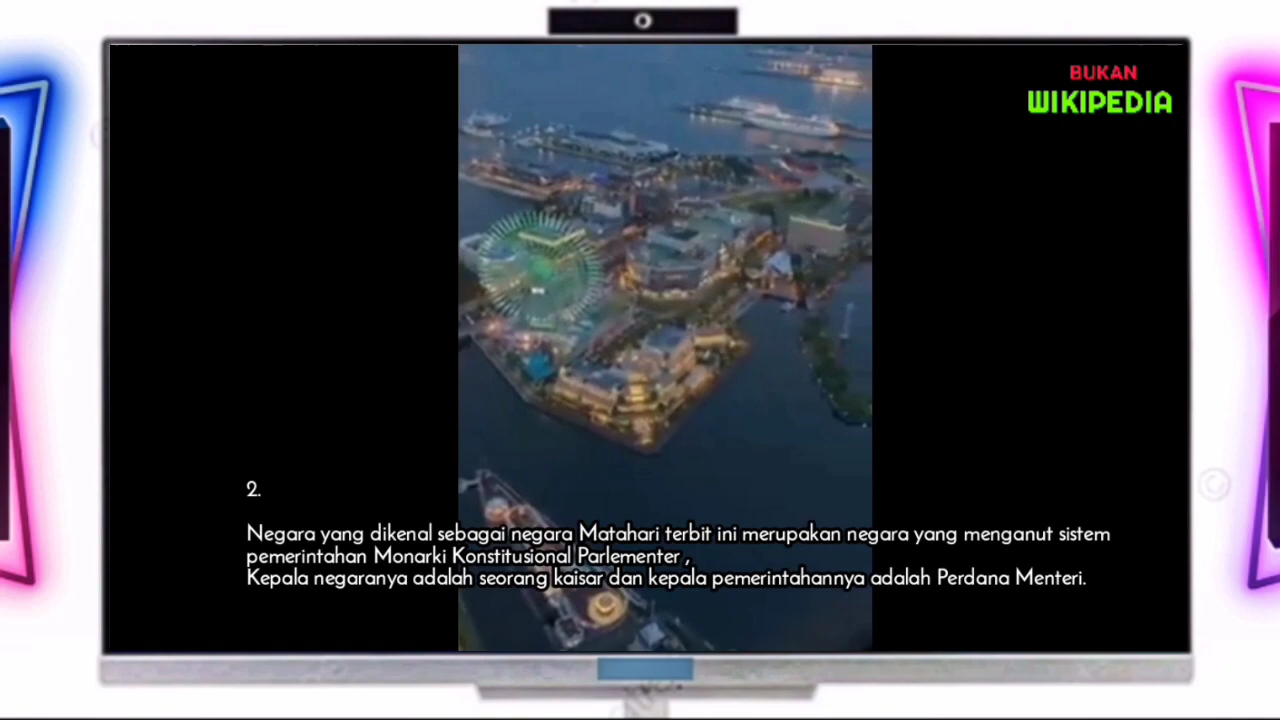 BUKAN
WIKIPEDIA
2.
Negara yang dikenal sebagai negara Matahari terbit ini merupakan negara yang menganut sistem
pemerintahan Monarki Konstitusional Parlementer ,
Kepala negaranya adalah seorang kaisar dan kepala pemerintahannya adalah Perdana Menteri.